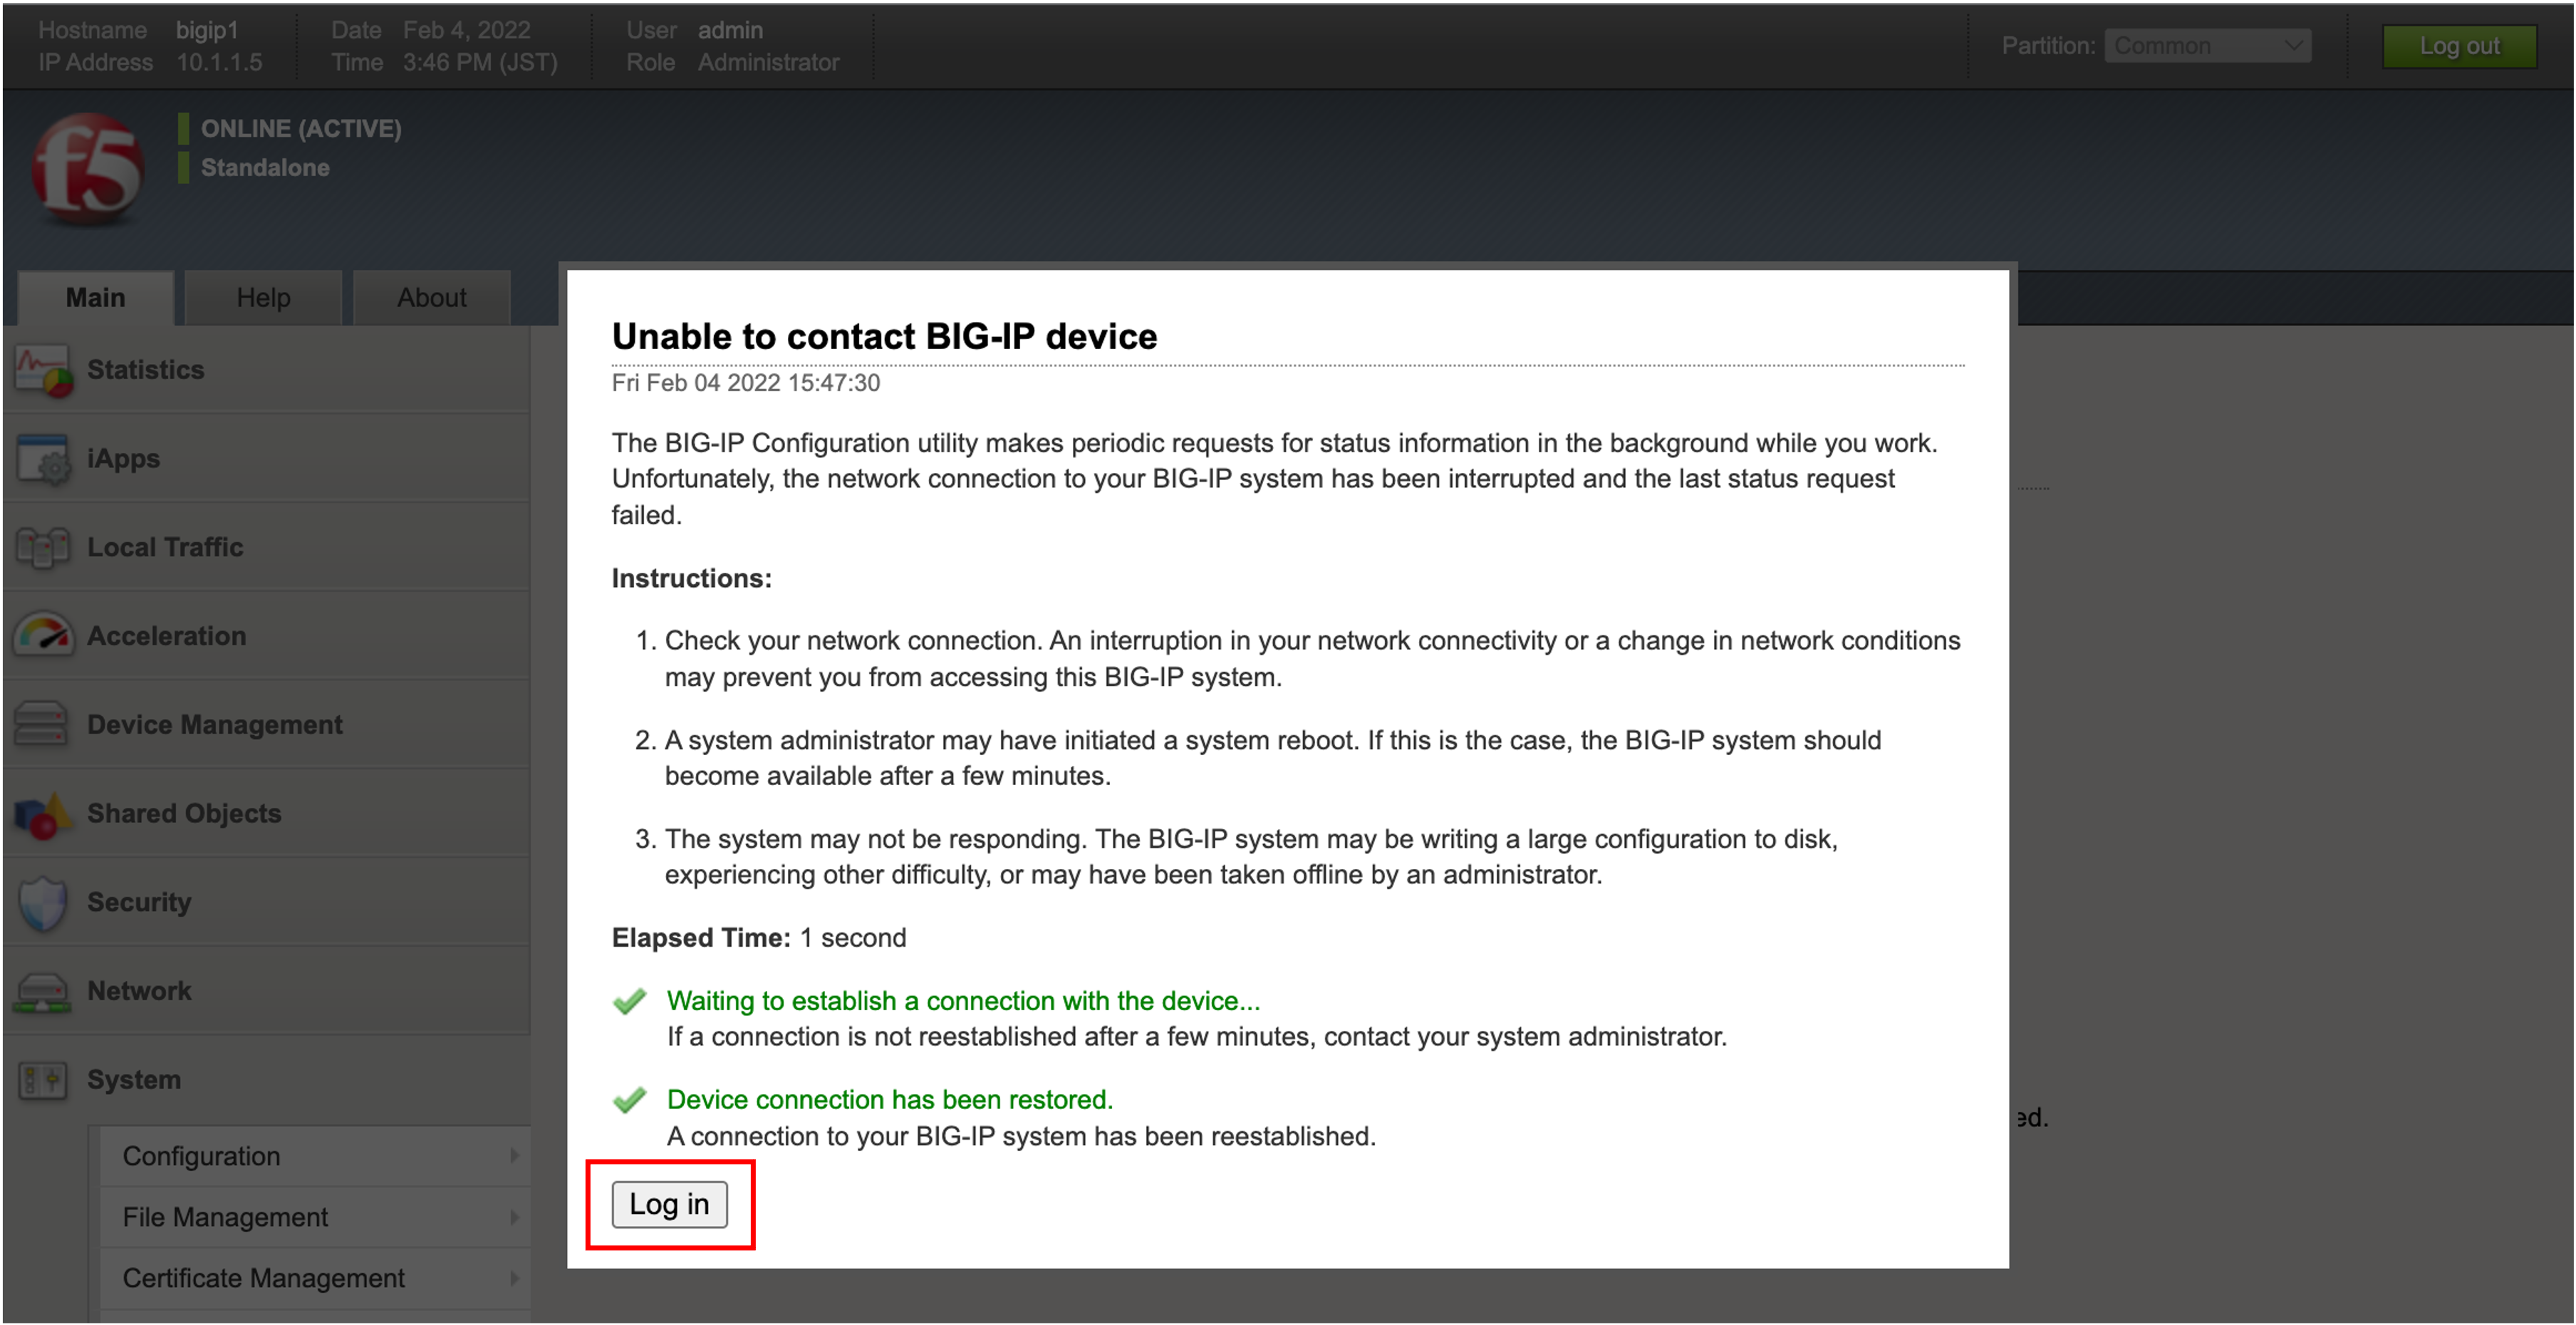 Hostname bigip1 Date Feb 4, 2022 User admin Partition: Common Log out
IP Address 10.1.1.5 Time 3:46 PM (JST) Role Administrator
f5
ONLINE (ACTIVE)
Standalone
Main Help About
Statistics
iApps
Local Traffic
Acceleration
Device Management
Shared Objects
Security
Network
System
Configuration
File Management
Certificate Management
Unable to contact BIG-IP device
Fri Feb 04 2022 15:47:30
The BIG-IP Configuration utility makes periodic requests for status information in the background while you work.
Unfortunately, the network connection to your BIG-IP system has been interrupted and the last status request
failed.
Instructions:
1. Check your network connection. An interruption in your network connectivity or a change in network conditions
may prevent you from accessing this BIG-IP system.
2. A system administrator may have initiated a system reboot. If this is the case, the BIG-IP system should
become available after a few minutes.
3. The system may not be responding. The BIG-IP system may be writing a large configuration to disk,
experiencing other difficulty, or may have been taken offline by an administrator.
Elapsed Time: 1 second
Waiting to establish a connection with the device...
If a connection is not reestablished after a few minutes, contact your system administrator.
Device connection has been restored.
A connection to your BIG-IP system has been reestablished.
Log in